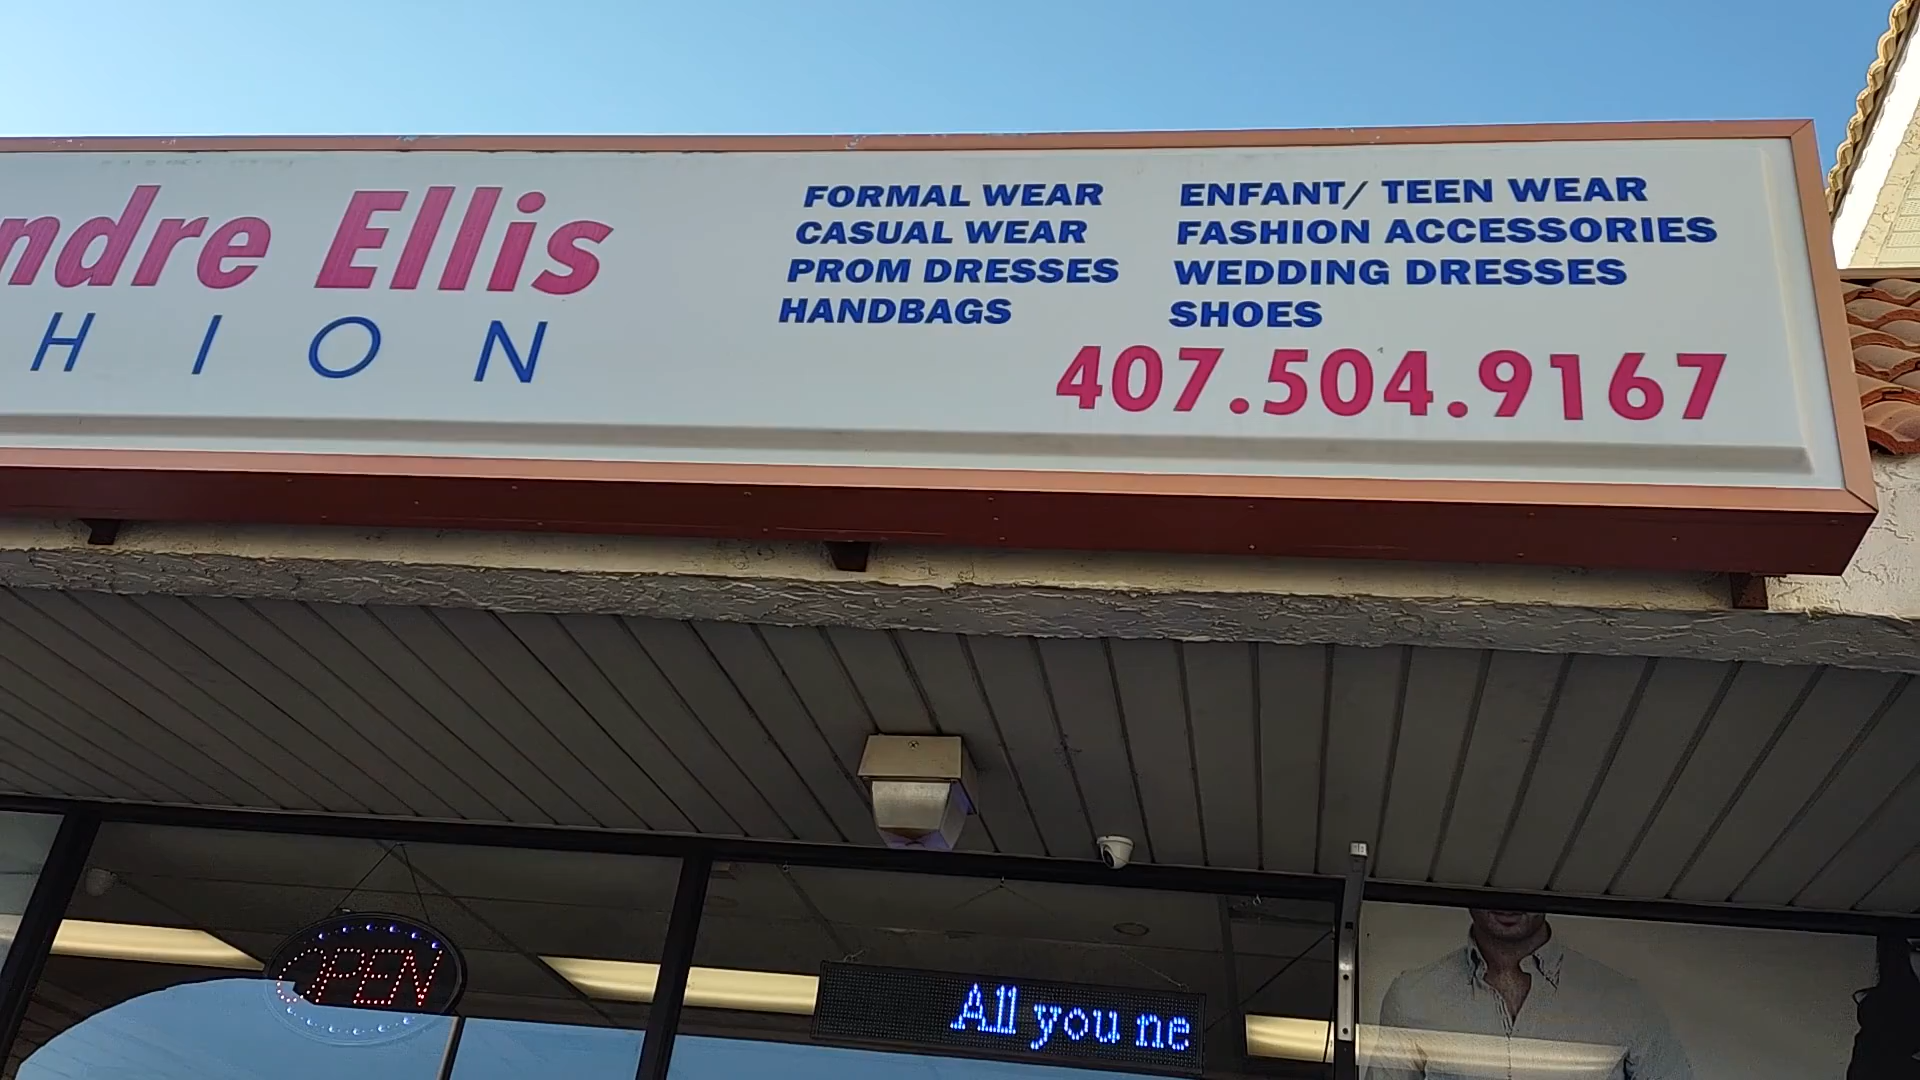 ndre Ellis
HION
FORMAL WEAR
CASUAL WEAR
PROM DRESSES
HANDBAGS
ENFANT/ TEEN WEAR
FASHION ACCESSORIES
WEDDING DRESSES
SHOES
407.504.9167
OPEN
All you ne